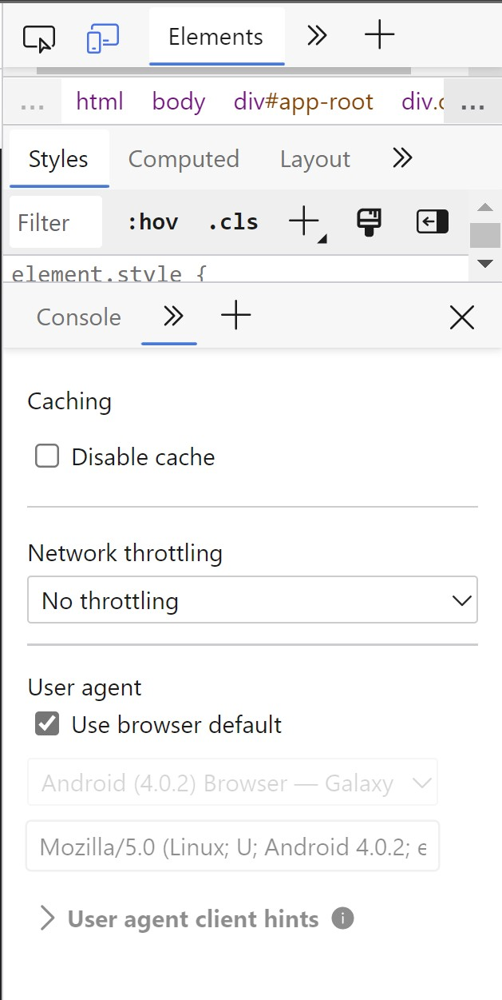 Elements
... html body div#app-root div.c ...
Styles Computed Layout
Filter :hov .cls
element.style {
Console
Caching
Disable cache
Network throttling
No throttling
User agent
Use browser default
Android (4.0.2) Browser — Galaxy
Mozilla/5.0 (Linux; U; Android 4.0.2; e
User agent client hints